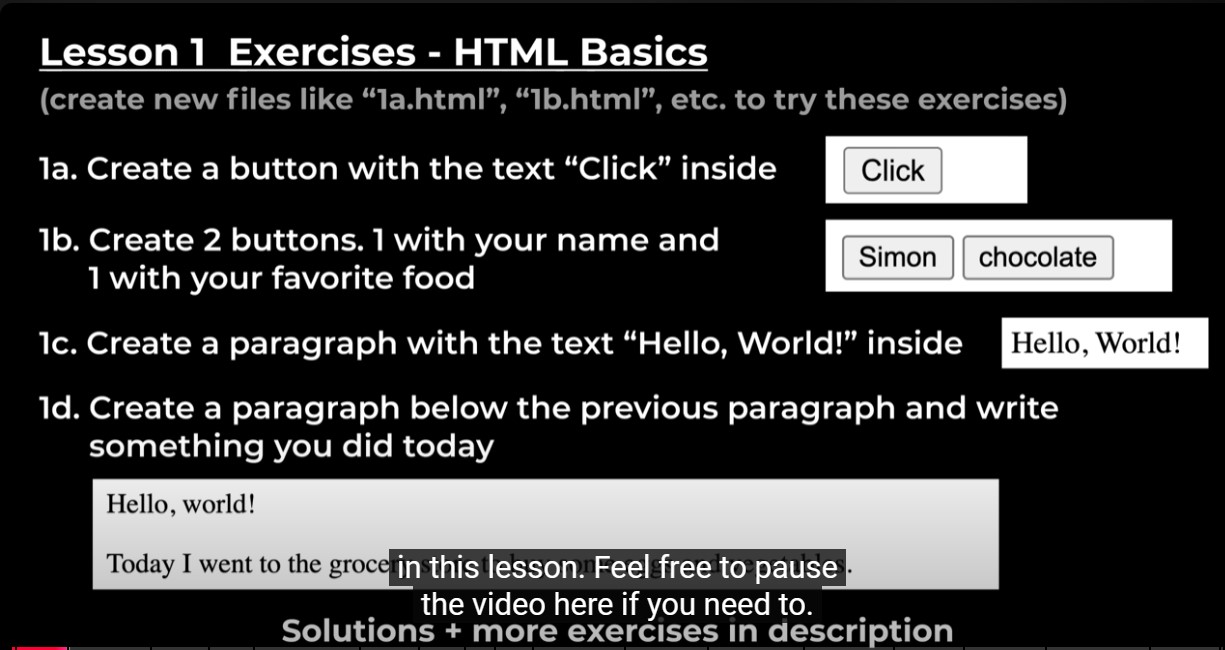 Lesson 1 Exercises - HTML Basics
(create new files like “1a.html”, “1b.html”, etc. to try these exercises)
1a. Create a button with the text “Click” inside
Click
1b. Create 2 buttons. 1 with your name and
1 with your favorite food
Simon chocolate
1c. Create a paragraph with the text “Hello, World!” inside
Hello, World!
1d. Create a paragraph below the previous paragraph and write
something you did today
Hello, world!
Today I went to the
in this lesson. Feel free to pause
the video here if you need to.
Solutions + more exercises in description